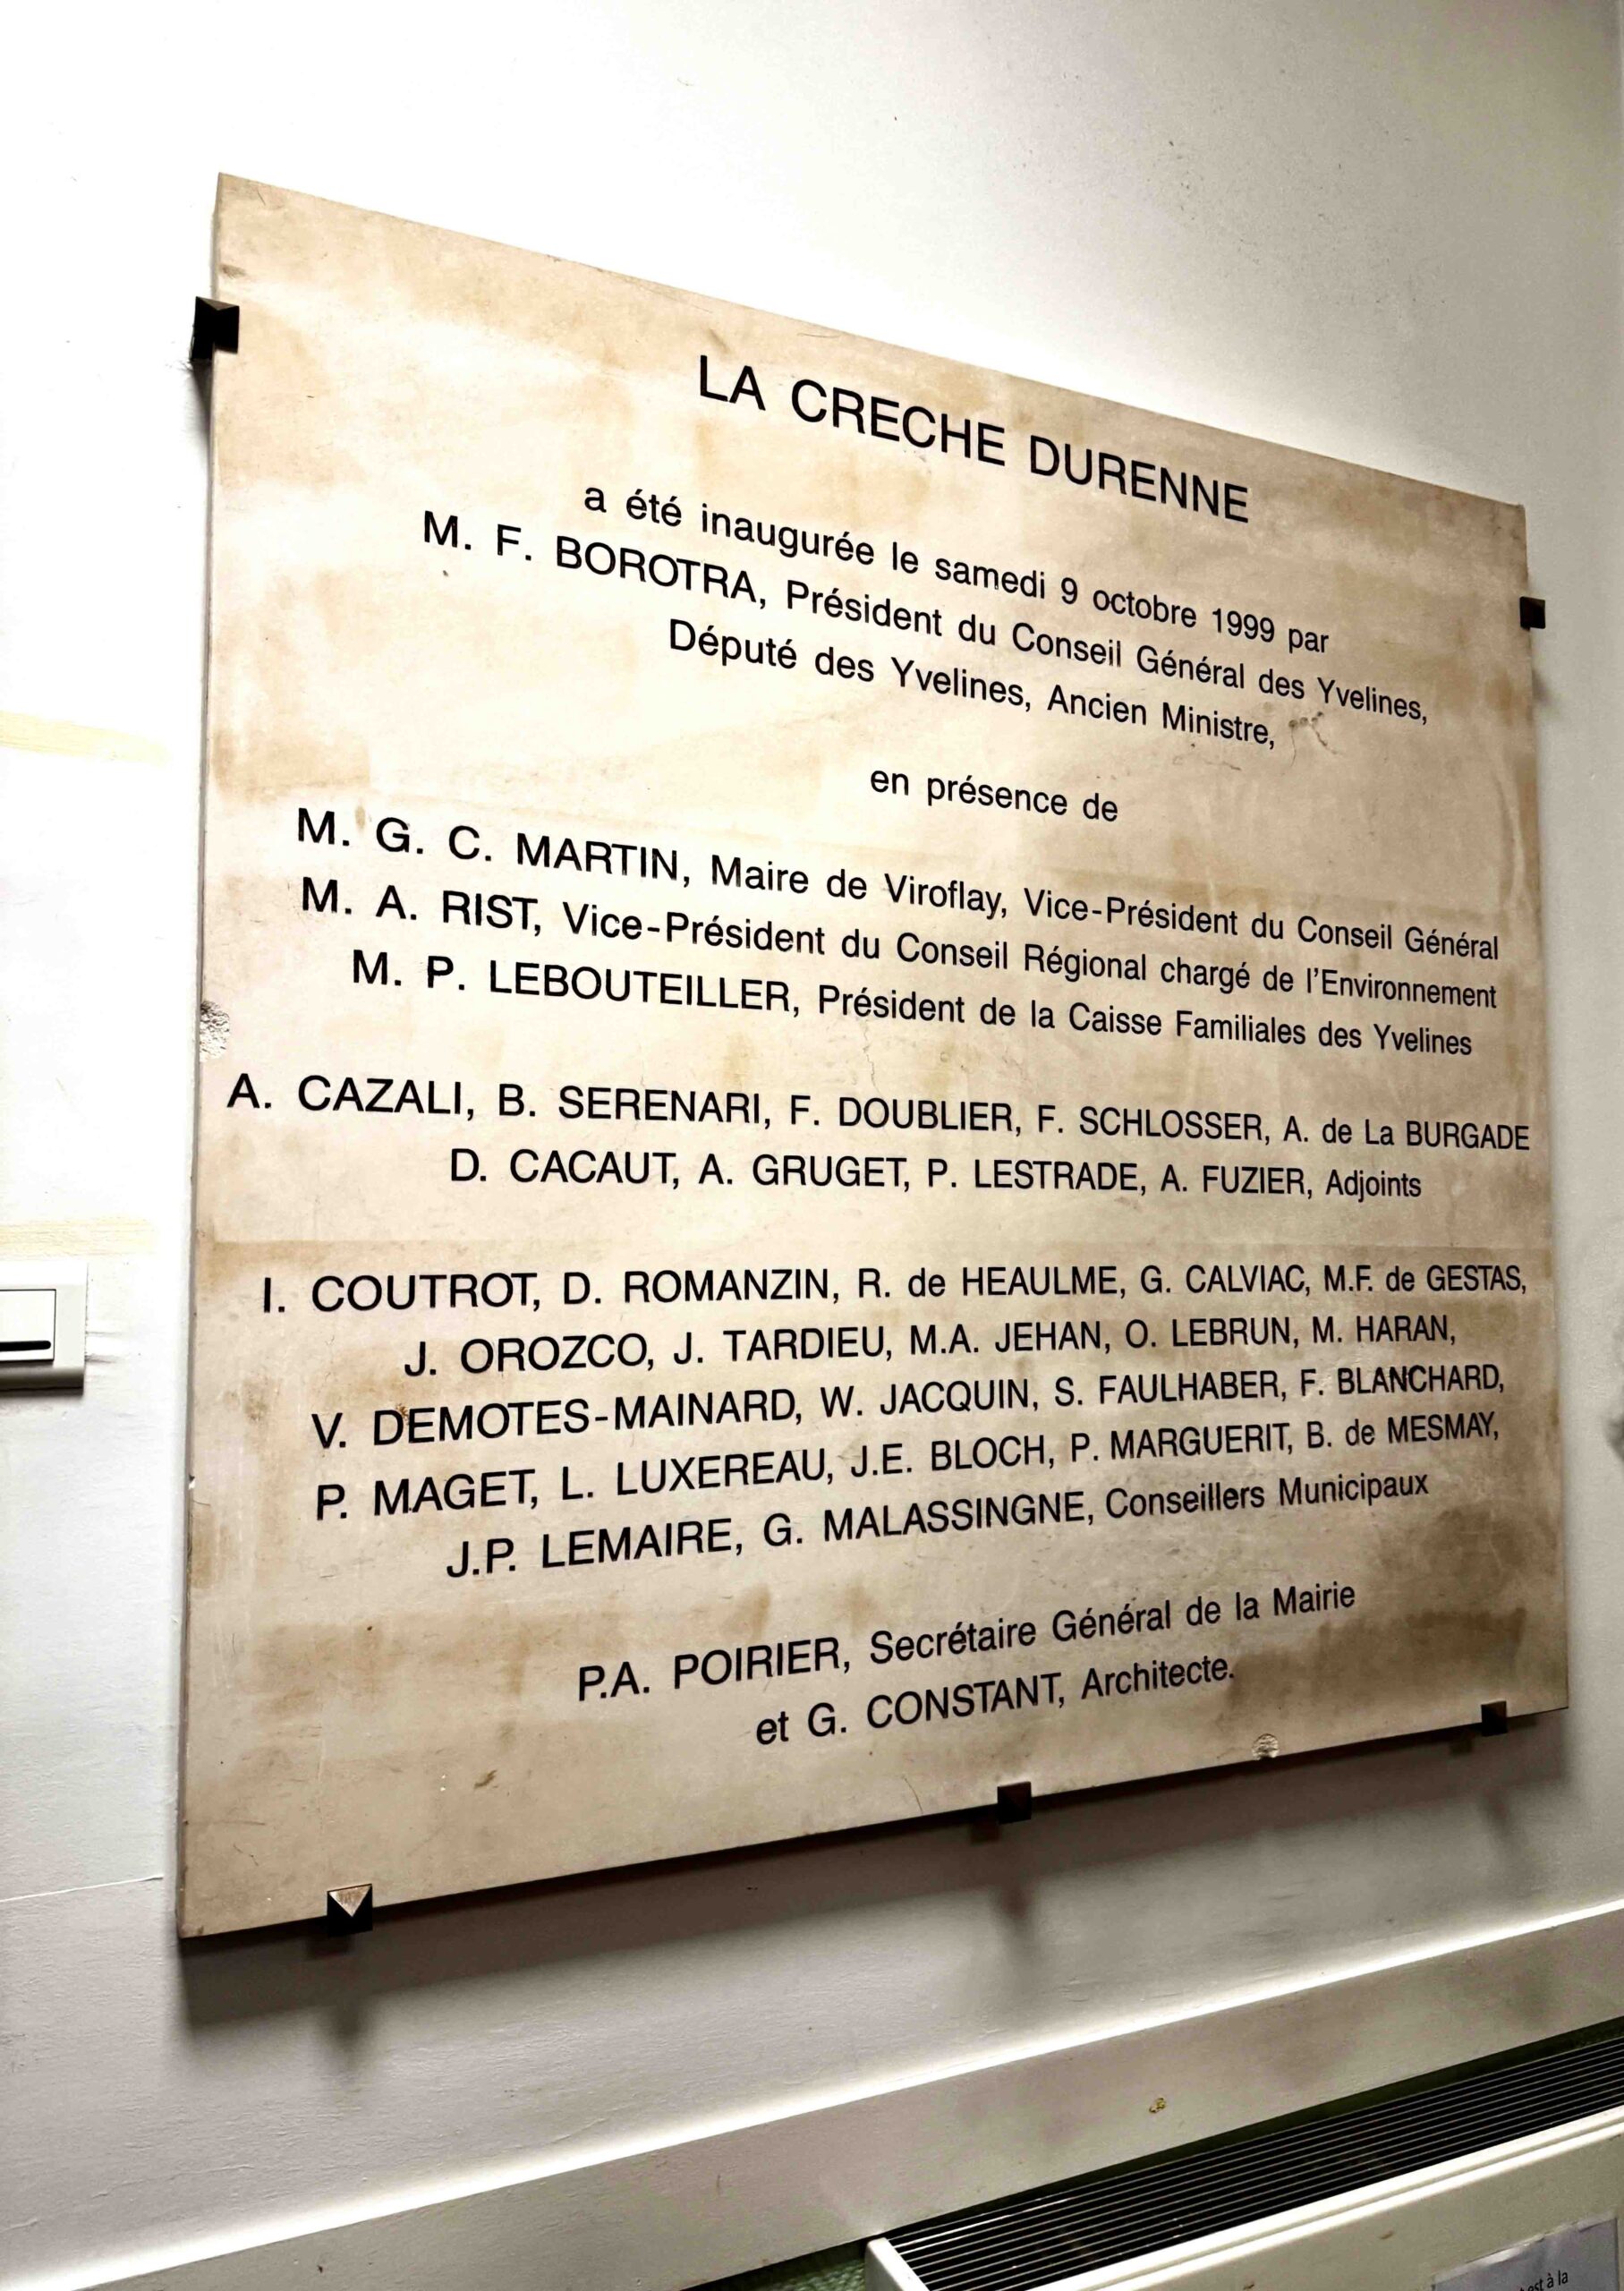 LA CRECHE DURENNE
a été inaugurée le samedi 9 octobre 1999 par
M. F. BOROTRA, Président du Conseil Général des Yvelines,
Député des Yvelines, Ancien Ministre,
en présence de
M. G. C. MARTIN, Maire de Viroflay, Vice-Président du Conseil Général
M. A. RIST, Vice-Président du Conseil Régional chargé de l'Environnement
M. P. LEBOUTEILLER, Président de la Caisse Familiales des Yvelines
A. CAZALI, B. SERENARI, F. DOUBLIER, F. SCHLOSSER, A. de La BURGADE
D. CACAUT, A. GRUGET, P. LESTRADE, A. FUZIER, Adjoints
I. COUTROT, D. ROMANZIN, R. de HEAULME, G. CALVIAC, M.F. de GESTAS,
J. OROZCO, J. TARDIEU, M.A. JEHAN, O. LEBRUN, M. HARAN,
V. DEMOTES-MAINARD, W. JACQUIN, S. FAULHABER, F. BLANCHARD,
P. MAGET, L. LUXEREAU, J.E. BLOCH, P. MARGUERIT, B. de MESMAY,
J.P. LEMAIRE, G. MALASSINGNE, Conseillers Municipaux
P.A. POIRIER, Secrétaire Général de la Mairie
et G. CONSTANT, Architecte.
est à la